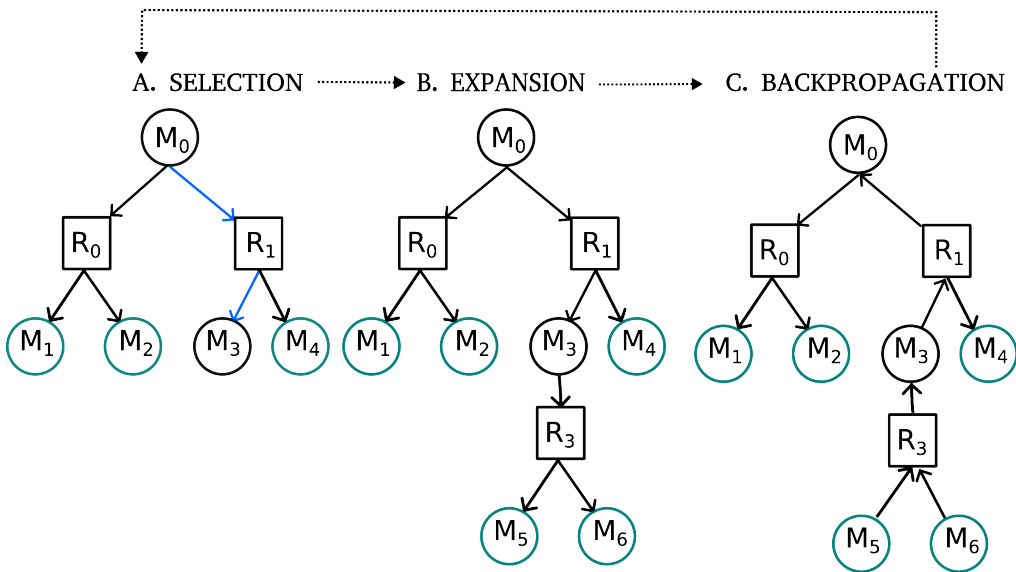 A. SELECTION B. EXPANSION C. BACKPROPAGATION
M₀ M₀ M₀
R₀ R₁ R₀ R₁ R₀ R₁
M₁ M₂ M₃ M₄ M₁ M₂ M₃ M₄ M₁ M₂ M₃ M₄
R₃ R₃
M₅ M₆ M₅ M₆